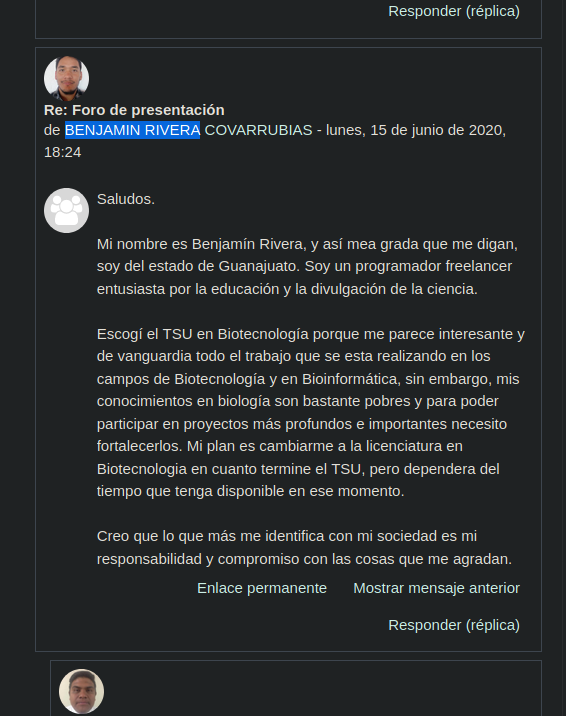 Responder (réplica)
Re: Foro de presentación
de BENJAMIN RIVERA COVARRUBIAS - lunes, 15 de junio de 2020,
18:24
Saludos.
Mi nombre es Benjamín Rivera, y así mea grada que me digan,
soy del estado de Guanajuato. Soy un programador freelancer
entusiasta por la educación y la divulgación de la ciencia.
Escogí el TSU en Biotecnología porque me parece interesante y
de vanguardia todo el trabajo que se esta realizando en los
campos de Biotecnología y en Bioinformática, sin embargo, mis
conocimientos en biología son bastante pobres y para poder
participar en proyectos más profundos e importantes necesito
fortalecerlos. Mi plan es cambiarme a la licenciatura en
Biotecnologia en cuanto termine el TSU, pero dependera del
tiempo que tenga disponible en ese momento.
Creo que lo que más me identifica con mi sociedad es mi
responsabilidad y compromiso con las cosas que me agradan.
Enlace permanente Mostrar mensaje anterior
Responder (réplica)